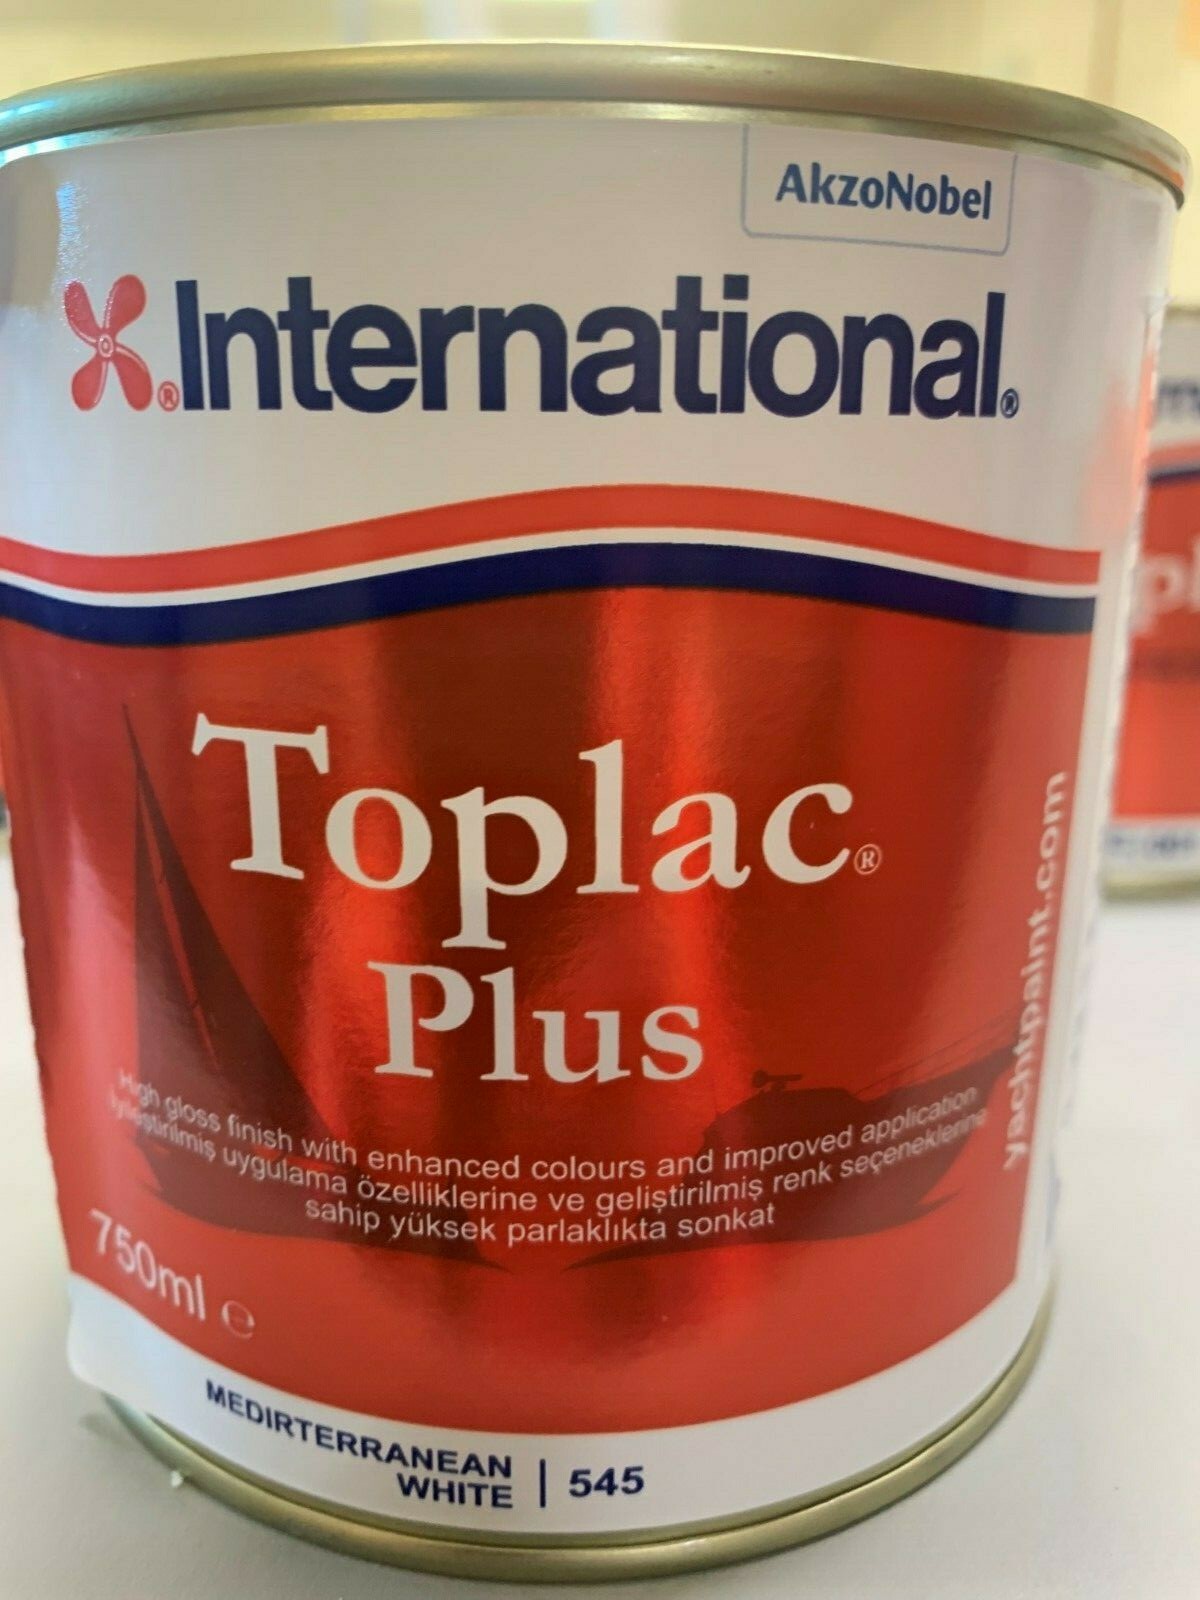 AkzoNobel
® International®
Toplac®
Plus
High gloss finish with enhanced colours and improved application
iyileştirilmiş uygulama özelliklerine ve geliştirilmiş renk seçeneklerine
sahip yüksek parlaklıkta sonkat
750ml ℮
yachtpaint.com
MEDIRTERRANEAN
WHITE | 545